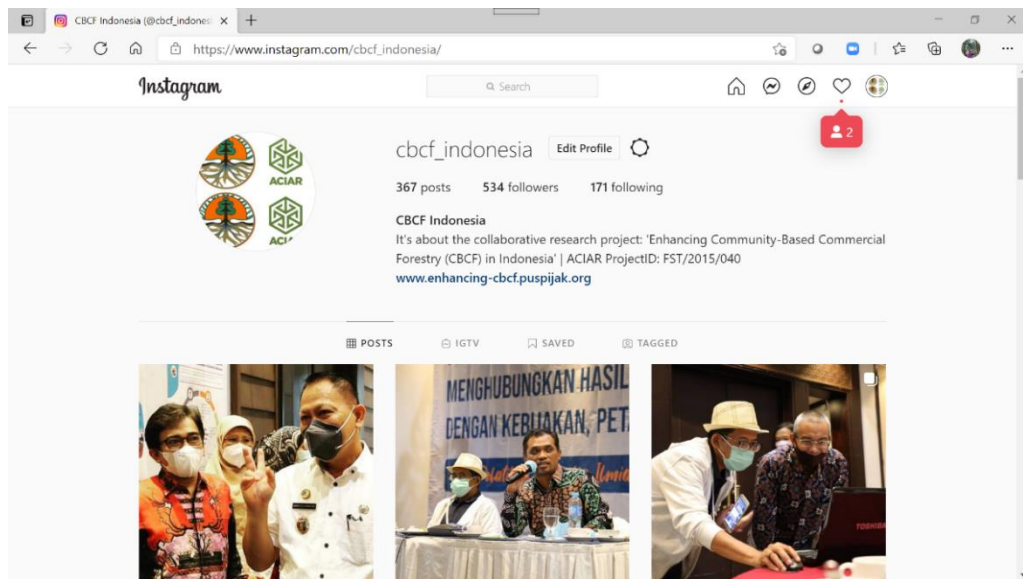 CBCF Indonesia (@cbcf_indones
https://www.instagram.com/cbcf_indonesia/
Instagram
Search
2
cbcf_indonesia Edit Profile
367 posts 534 followers 171 following
CBCF Indonesia
It's about the collaborative research project: 'Enhancing Community-Based Commercial
Forestry (CBCF) in Indonesia' | ACIAR ProjectID: FST/2015/040
www.enhancing-cbcf.puspijak.org
ACIAR
POSTS IGTV SAVED TAGGED
MENGHUBUNGKAN HASIL
DENGAN KEBIJAKAN, PET
TOSHIBA